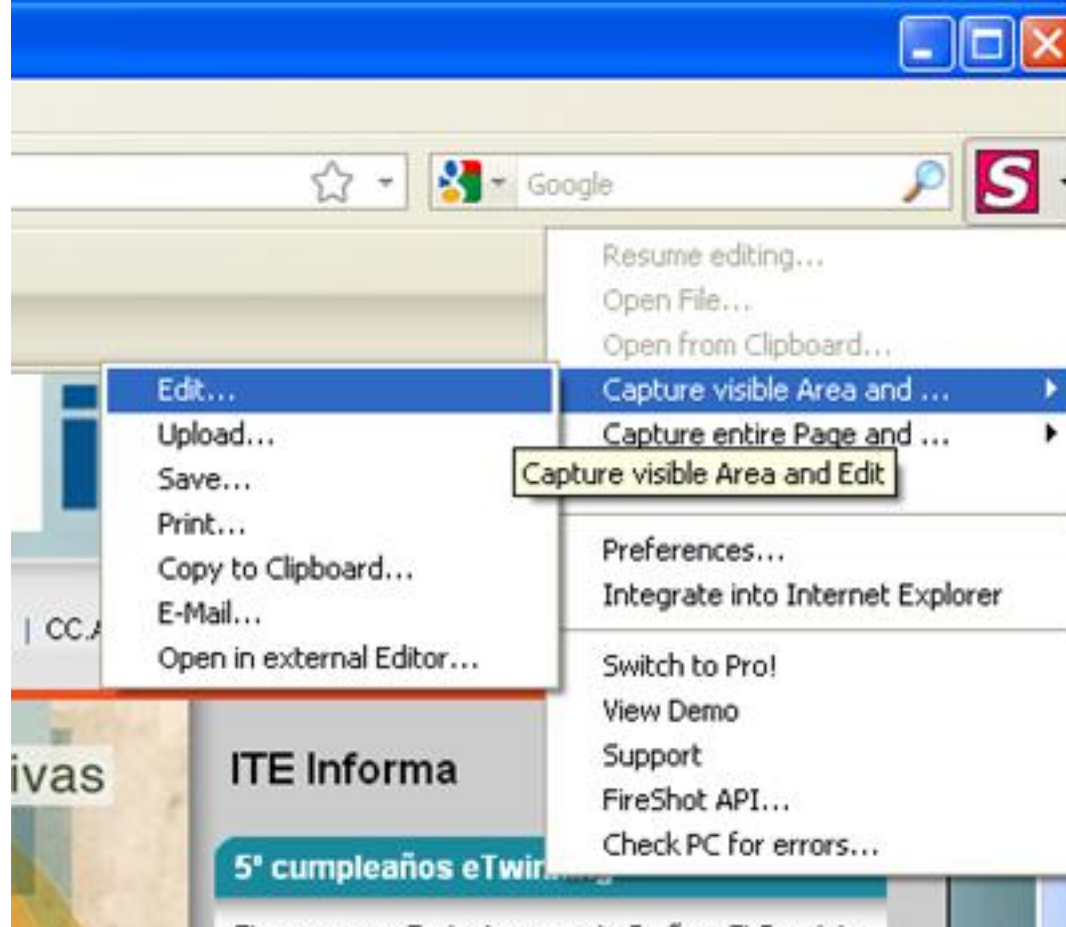 Google
S
Resume editing...
Open File...
Open from Clipboard...
Capture visible Area and ...
Capture entire Page and ...
Capture visible Area and Edit
Preferences...
Integrate into Internet Explorer
Switch to Pro!
View Demo
Support
FireShot API...
Check PC for errors...
Edit...
Upload...
Save...
Print...
Copy to Clipboard...
E-Mail...
Open in external Editor...
| CC.A
ivas
ITE Informa
5º cumpleaños eTwin